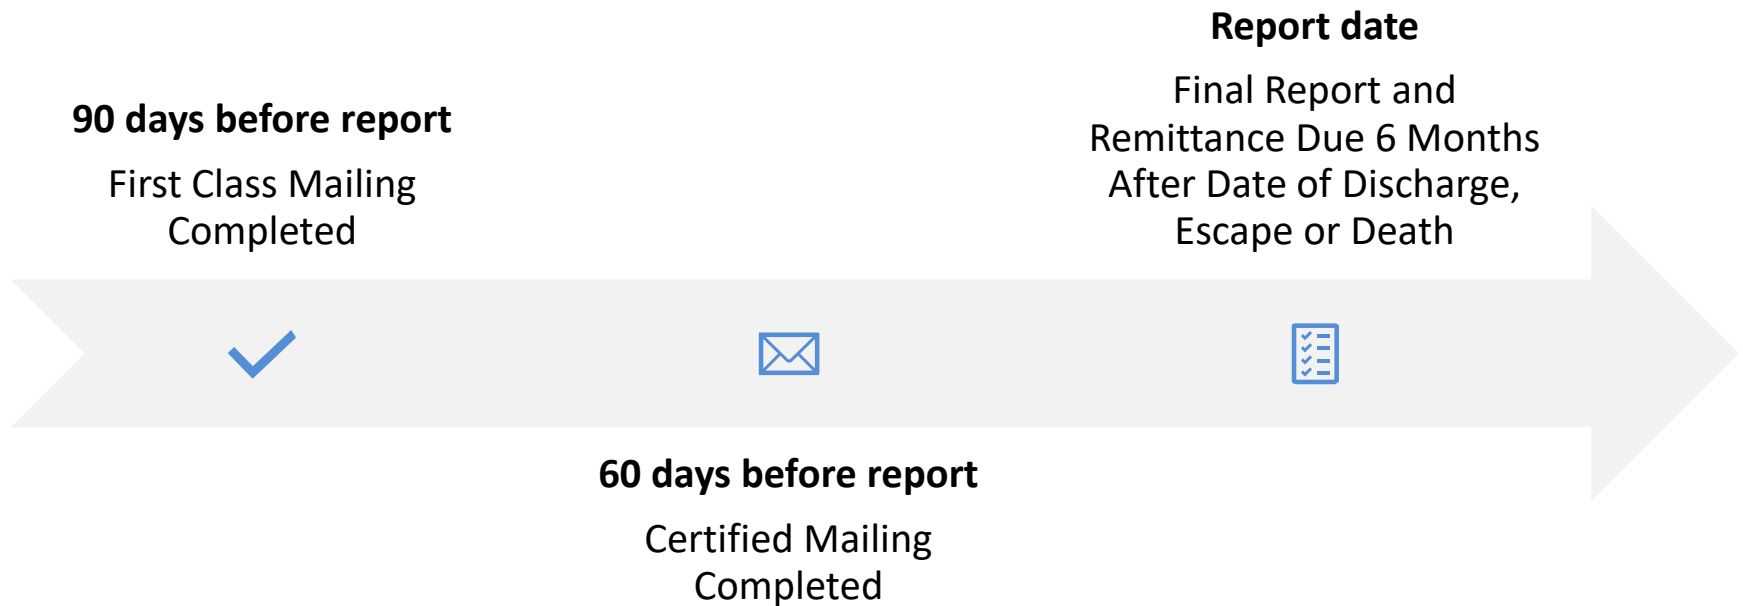 90 days before report
First Class Mailing
Completed
60 days before report
Certified Mailing
Completed
Report date
Final Report and
Remittance Due 6 Months
After Date of Discharge,
Escape or Death